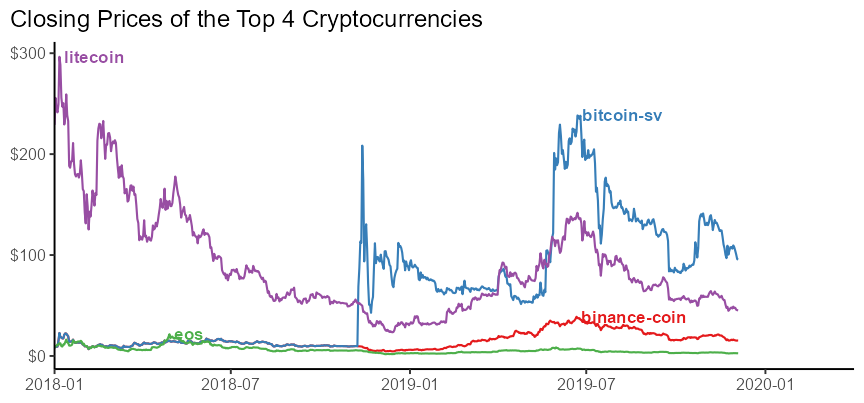 Closing Prices of the Top 4 Cryptocurrencies
$300
litecoin
bitcoin-sv
$200
$100
binance-coin
eos
$0
2018-01 2018-07 2019-01 2019-07 2020-01